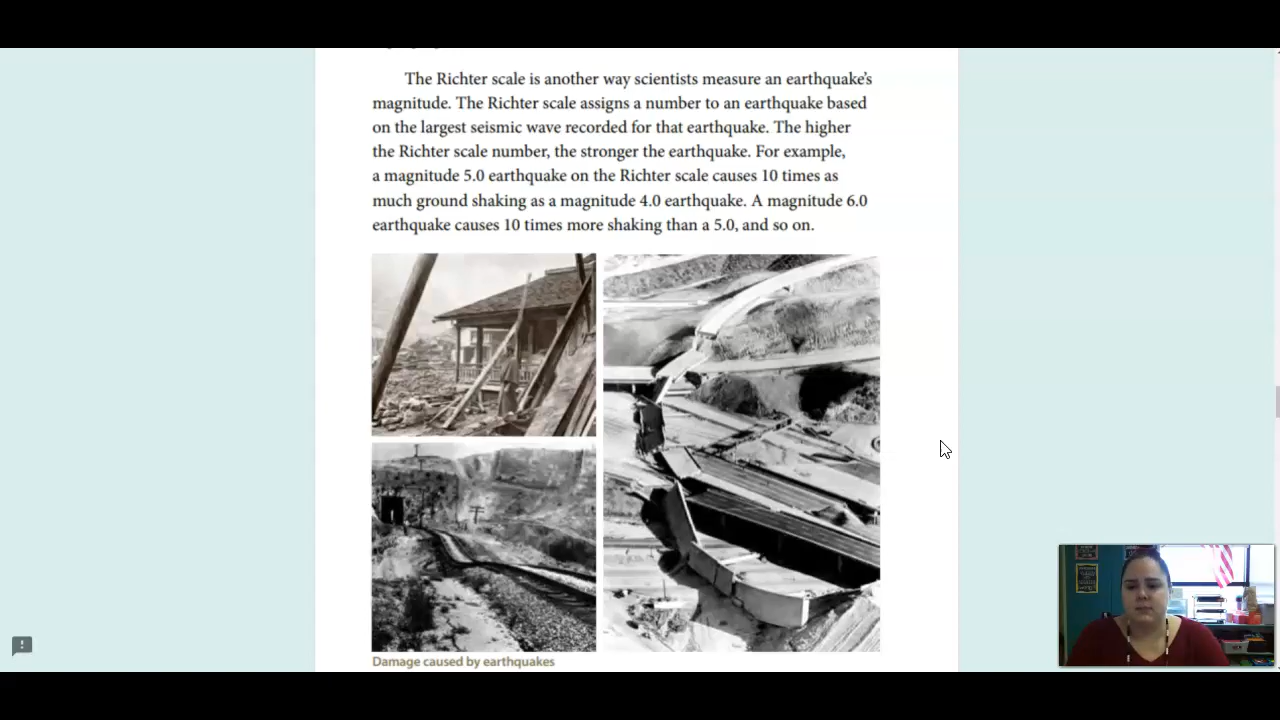 The Richter scale is another way scientists measure an earthquake's
magnitude. The Richter scale assigns a number to an earthquake based
on the largest seismic wave recorded for that earthquake. The higher
the Richter scale number, the stronger the earthquake. For example,
a magnitude 5.0 earthquake on the Richter scale causes 10 times as
much ground shaking as a magnitude 4.0 earthquake. A magnitude 6.0
earthquake causes 10 times more shaking than a 5.0, and so on.
Damage caused by earthquakes